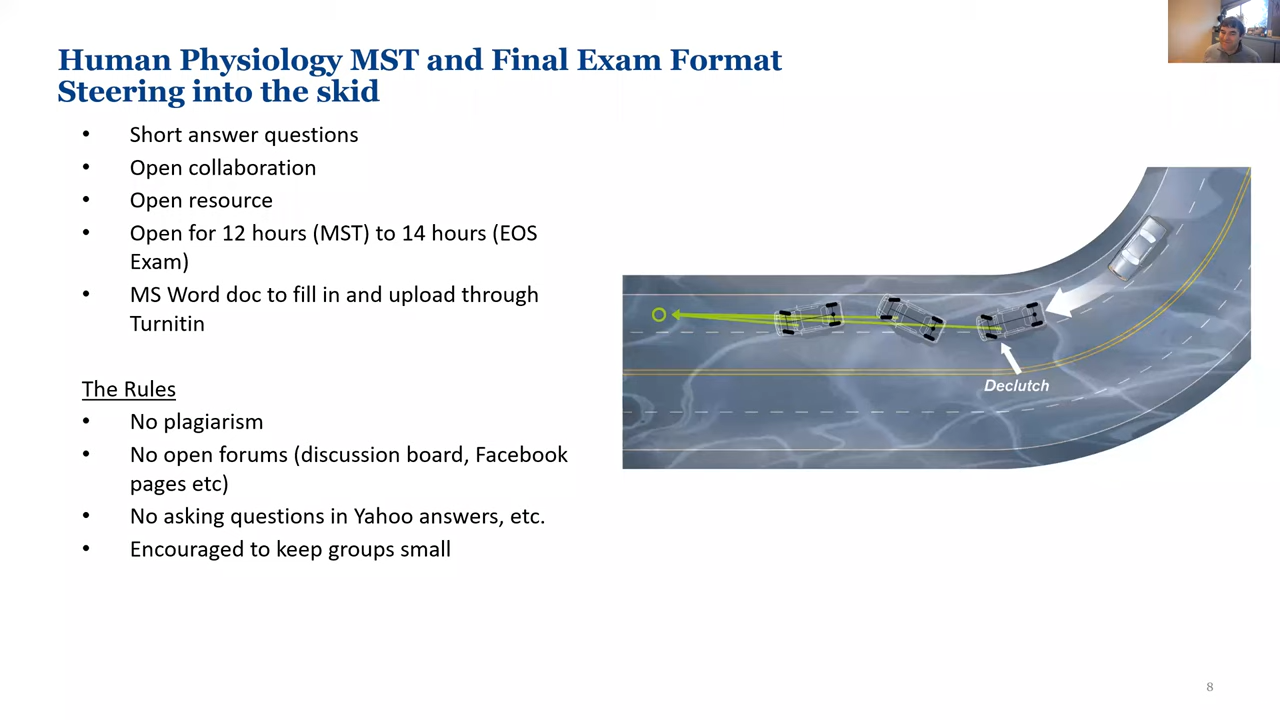 Human Physiology MST and Final Exam Format
Steering into the skid
• Short answer questions
• Open collaboration
• Open resource
• Open for 12 hours (MST) to 14 hours (EOS
Exam)
• MS Word doc to fill in and upload through
Turnitin
The Rules
• No plagiarism
• No open forums (discussion board, Facebook
pages etc)
• No asking questions in Yahoo answers, etc.
• Encouraged to keep groups small
Declutch
8